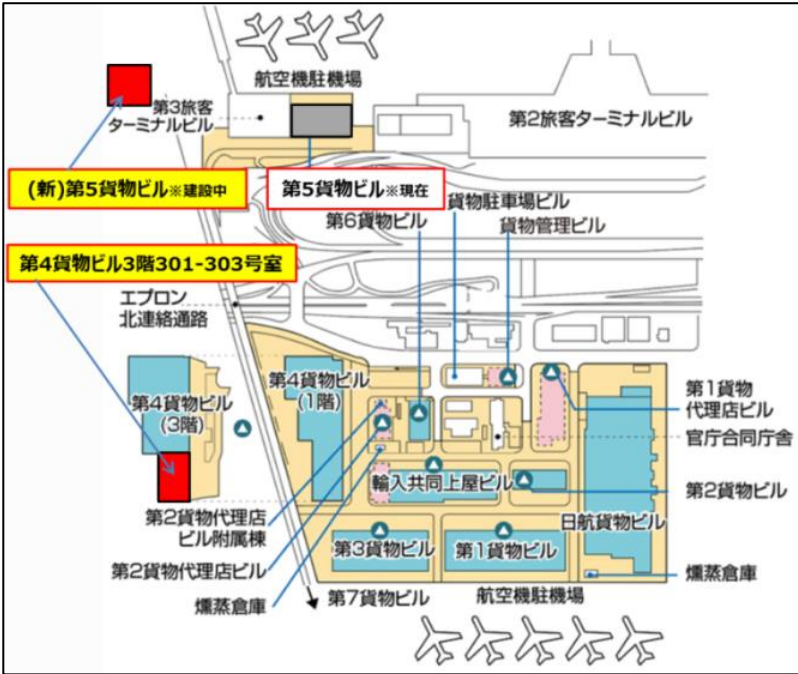 航空機駐機場
第3旅客
ターミナルビル
第2旅客ターミナルビル
(新)第5貨物ビル※建設中
第5貨物ビル※現在
貨物駐車場ビル
第6貨物ビル
貨物管理ビル
第4貨物ビル3階301-303号室
エプロン
北連絡通路
第4貨物ビル
(3階)
第4貨物ビル
(1階)
第1貨物
代理店ビル
官庁合同庁舎
輸入共同上屋ビル
第2貨物ビル
日航貨物ビル
第2貨物代理店
ビル附属棟
第3貨物ビル
第1貨物ビル
第2貨物代理店ビル
燻蒸倉庫
燻蒸倉庫
第7貨物ビル
航空機駐機場